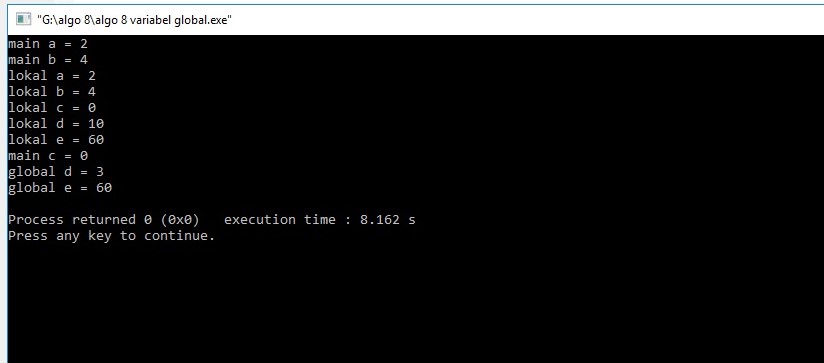 "G:\algo 8\algo 8 variabel global.exe"
main a = 2
main b = 4
lokal a = 2
lokal b = 4
lokal c = 0
lokal d = 10
lokal e = 60
main c = 0
global d = 3
global e = 60
Process returned 0 (0x0)   execution time : 8.162 s
Press any key to continue.